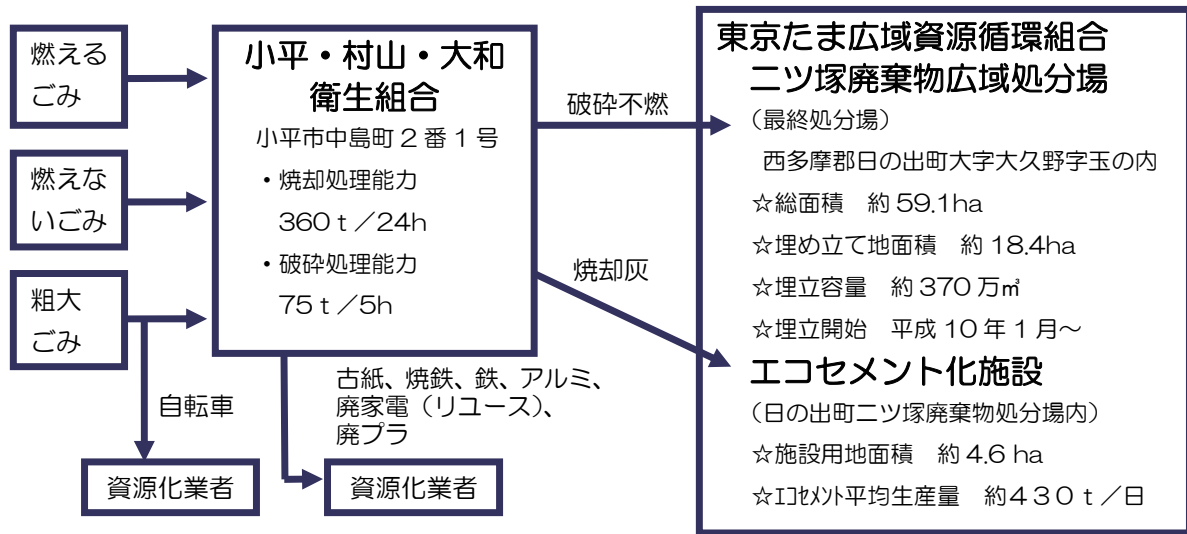 燃える
ごみ
燃えな
いごみ
粗大
ごみ
自転車
資源化業者
小平・村山・大和
衛生組合
小平市中島町２番１号
・焼却処理能力
360ｔ／24h
・破砕処理能力
75ｔ／5h
古紙、焼鉄、鉄、アルミ、
廃家電（リユース）、
廃プラ
資源化業者
破砕不燃
焼却灰
東京たま広域資源循環組合
二ツ塚廃棄物広域処分場
（最終処分場）
西多摩郡日の出町大字大久野字玉の内
☆総面積　約59.1ha
☆埋め立て地面積　約18.4ha
☆埋立容量　約370万㎥
☆埋立開始　平成10年1月～
エコセメント化施設
（日の出町二ツ塚廃棄物処分場内）
☆施設用地面積　約4.6 ha
☆ｴｺｾﾒﾝﾄ平均生産量　約４３０ｔ／日